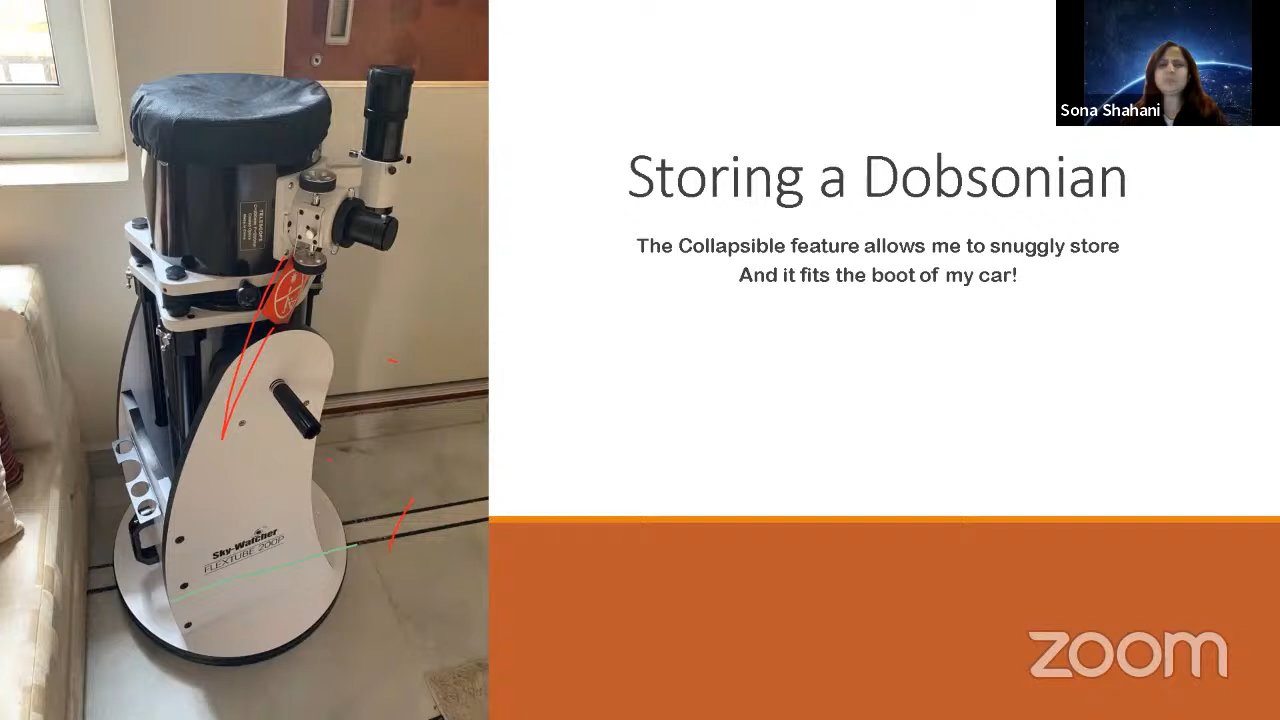 Sona Shahani
Storing a Dobsonian
The Collapsible feature allows me to snuggly store
And it fits the boot of my car!
TELESCOPE
Sky-Watcher
FLEXTUBE 200P
zoom